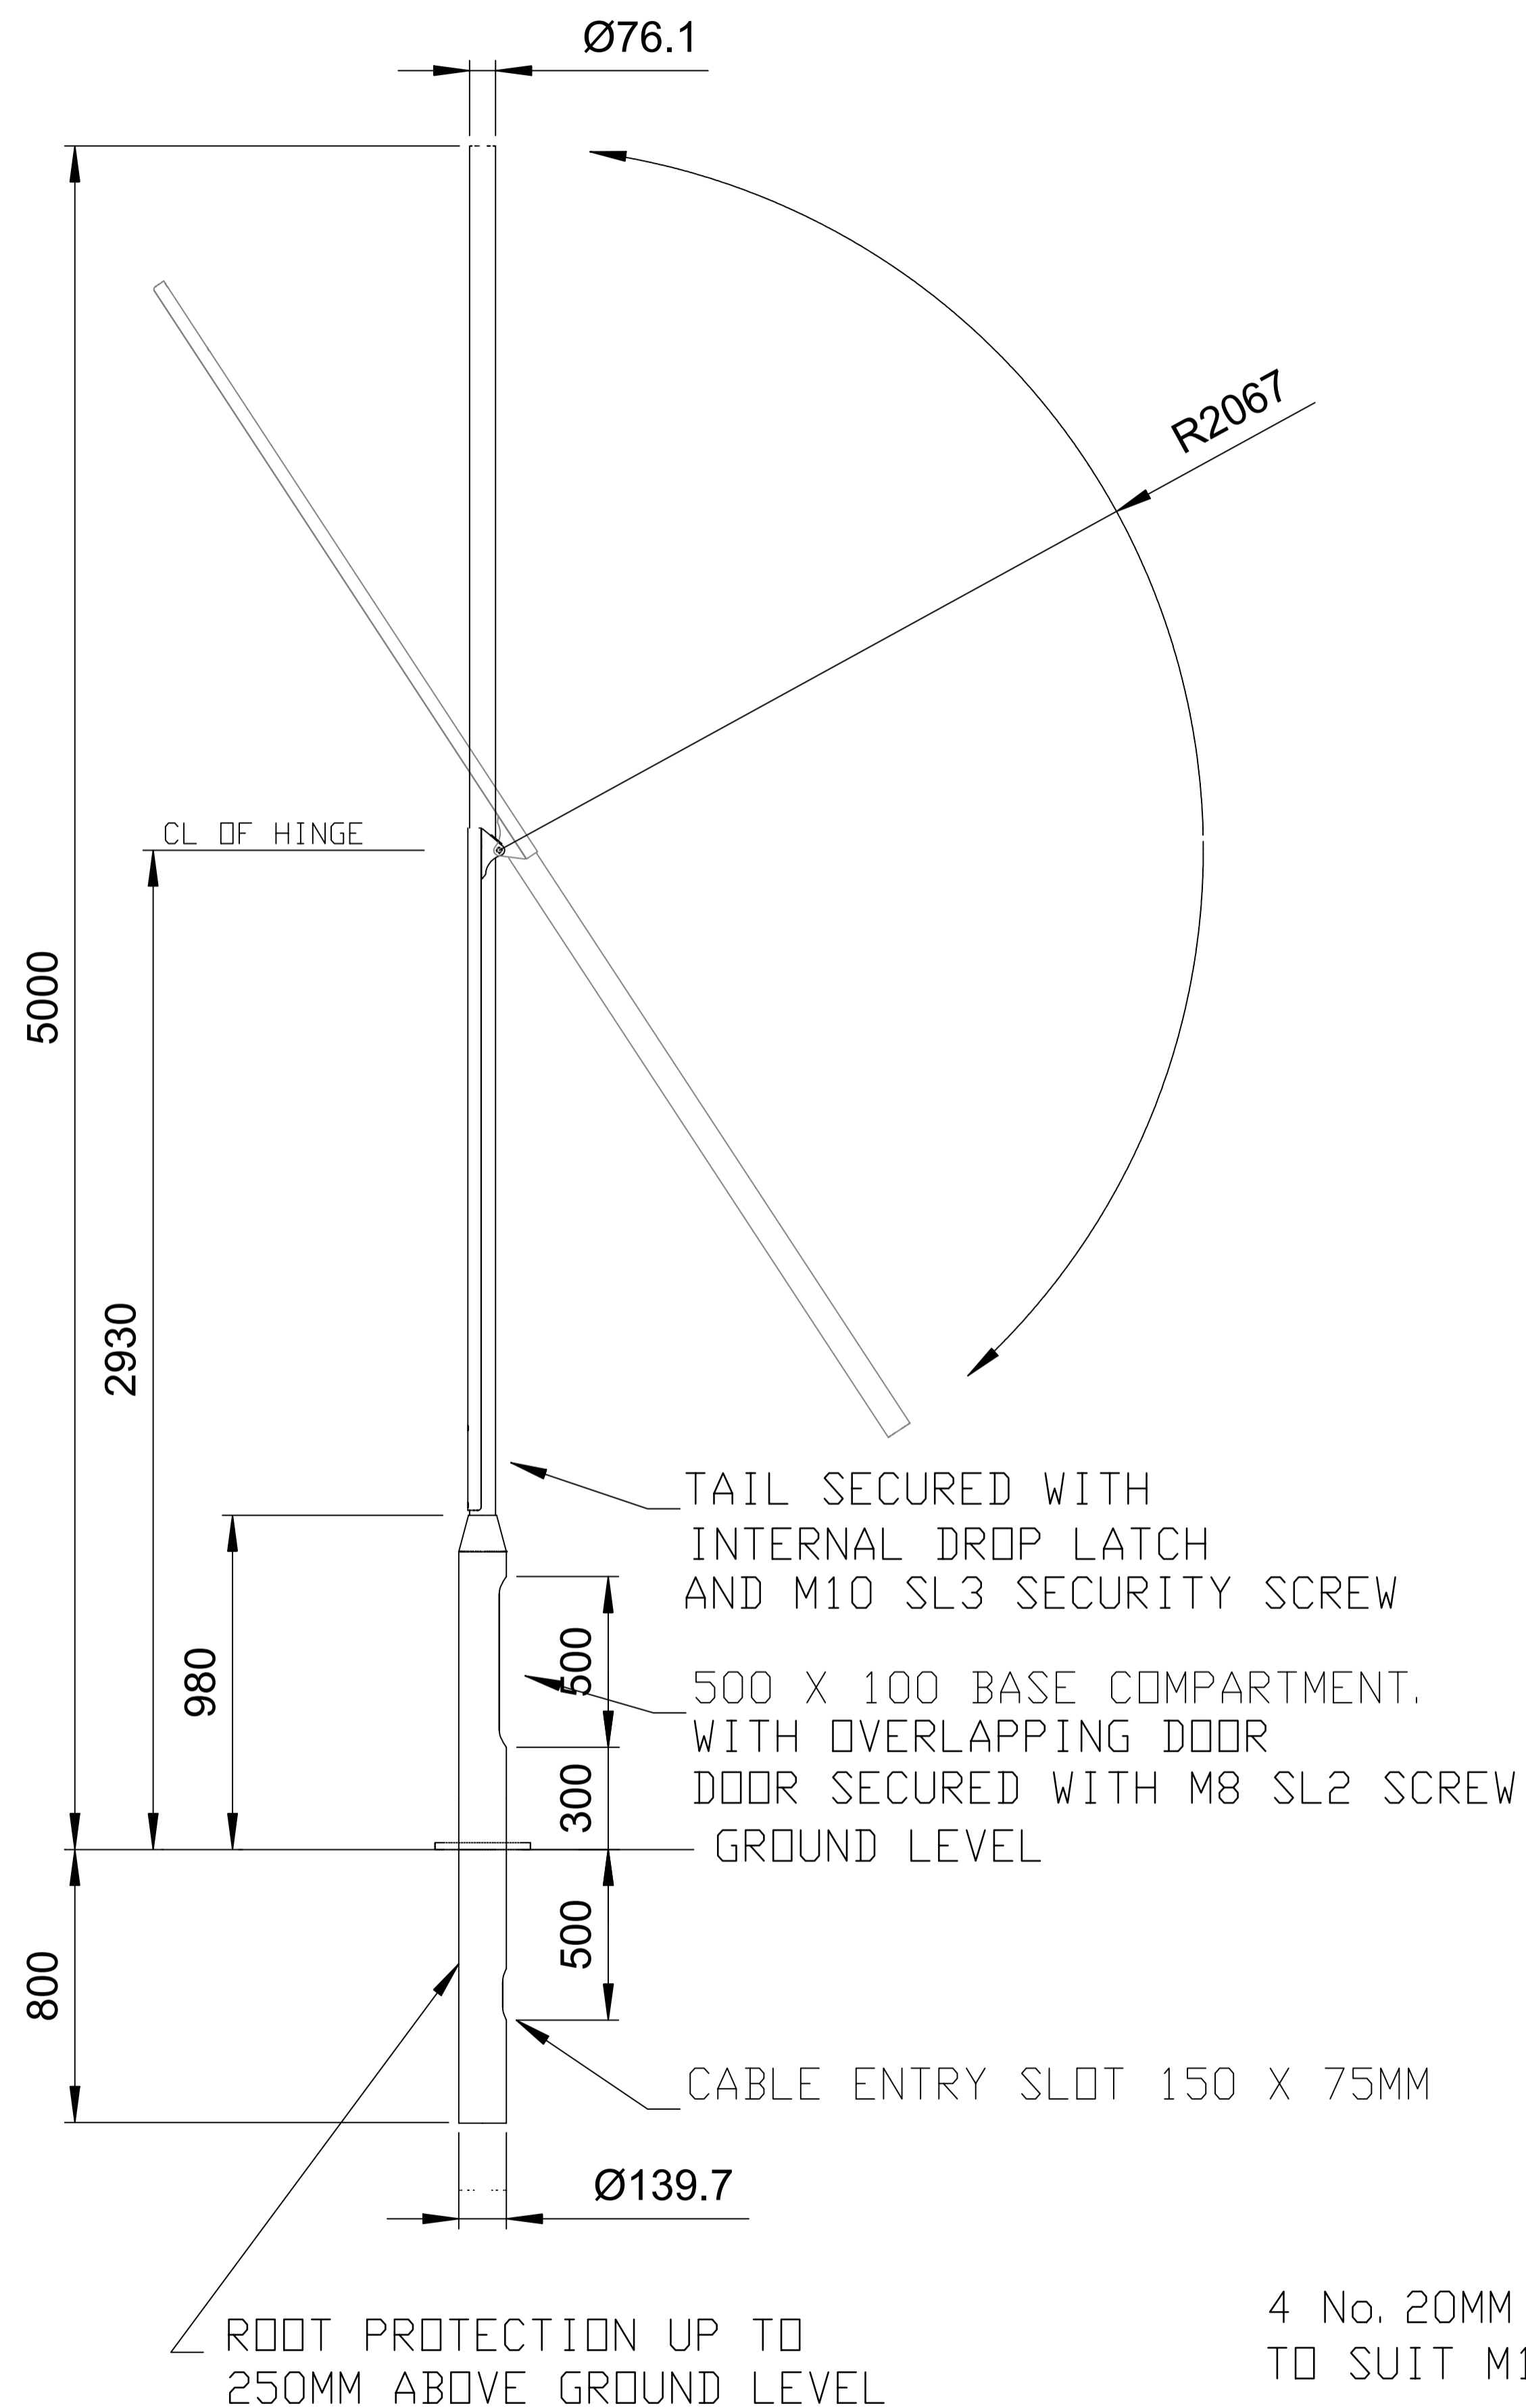 Ø76.1
R2067
CL OF HINGE
5000
2930
TAIL SECURED WITH
INTERNAL DROP LATCH
AND M10 SL3 SECURITY SCREW
980
500
500 X 100 BASE COMPARTMENT.
WITH OVERLAPPING DOOR
DOOR SECURED WITH M8 SL2 SCREW
300
GROUND LEVEL
500
800
CABLE ENTRY SLOT 150 X 75MM
Ø139.7
ROOT PROTECTION UP TO
250MM ABOVE GROUND LEVEL
4 No. 20MM
TO SUIT